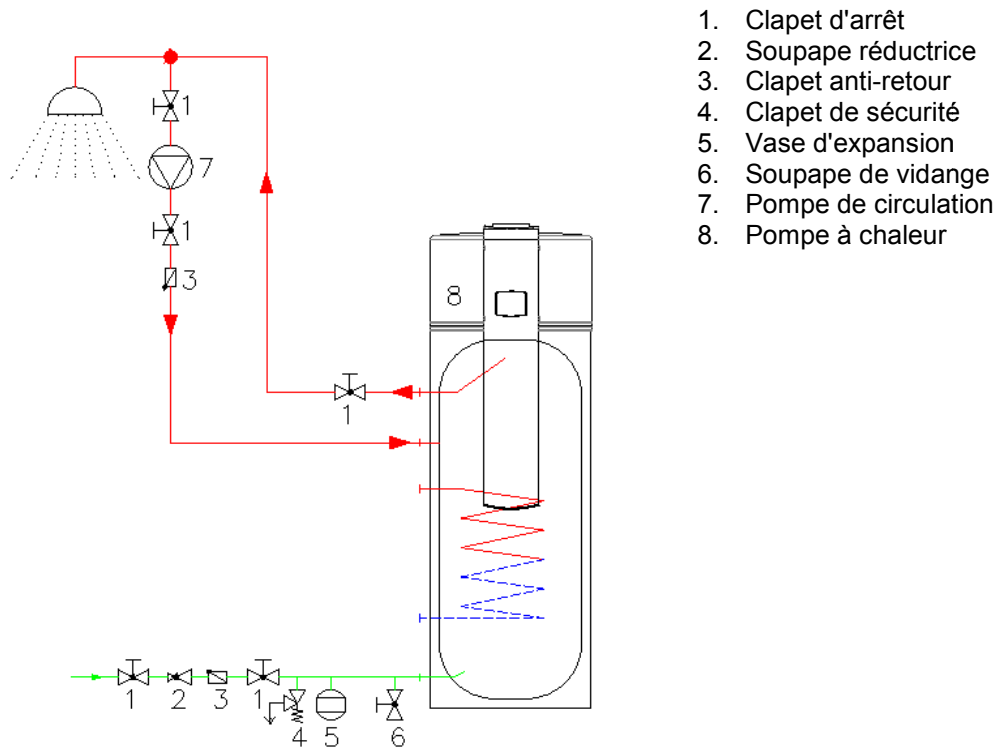 1. Clapet d'arrêt
2. Soupape réductrice
3. Clapet anti-retour
4. Clapet de sécurité
5. Vase d'expansion
6. Soupape de vidange
7. Pompe de circulation
8. Pompe à chaleur
1
7
1
3
8
1
1 2 3 1 4 5 6